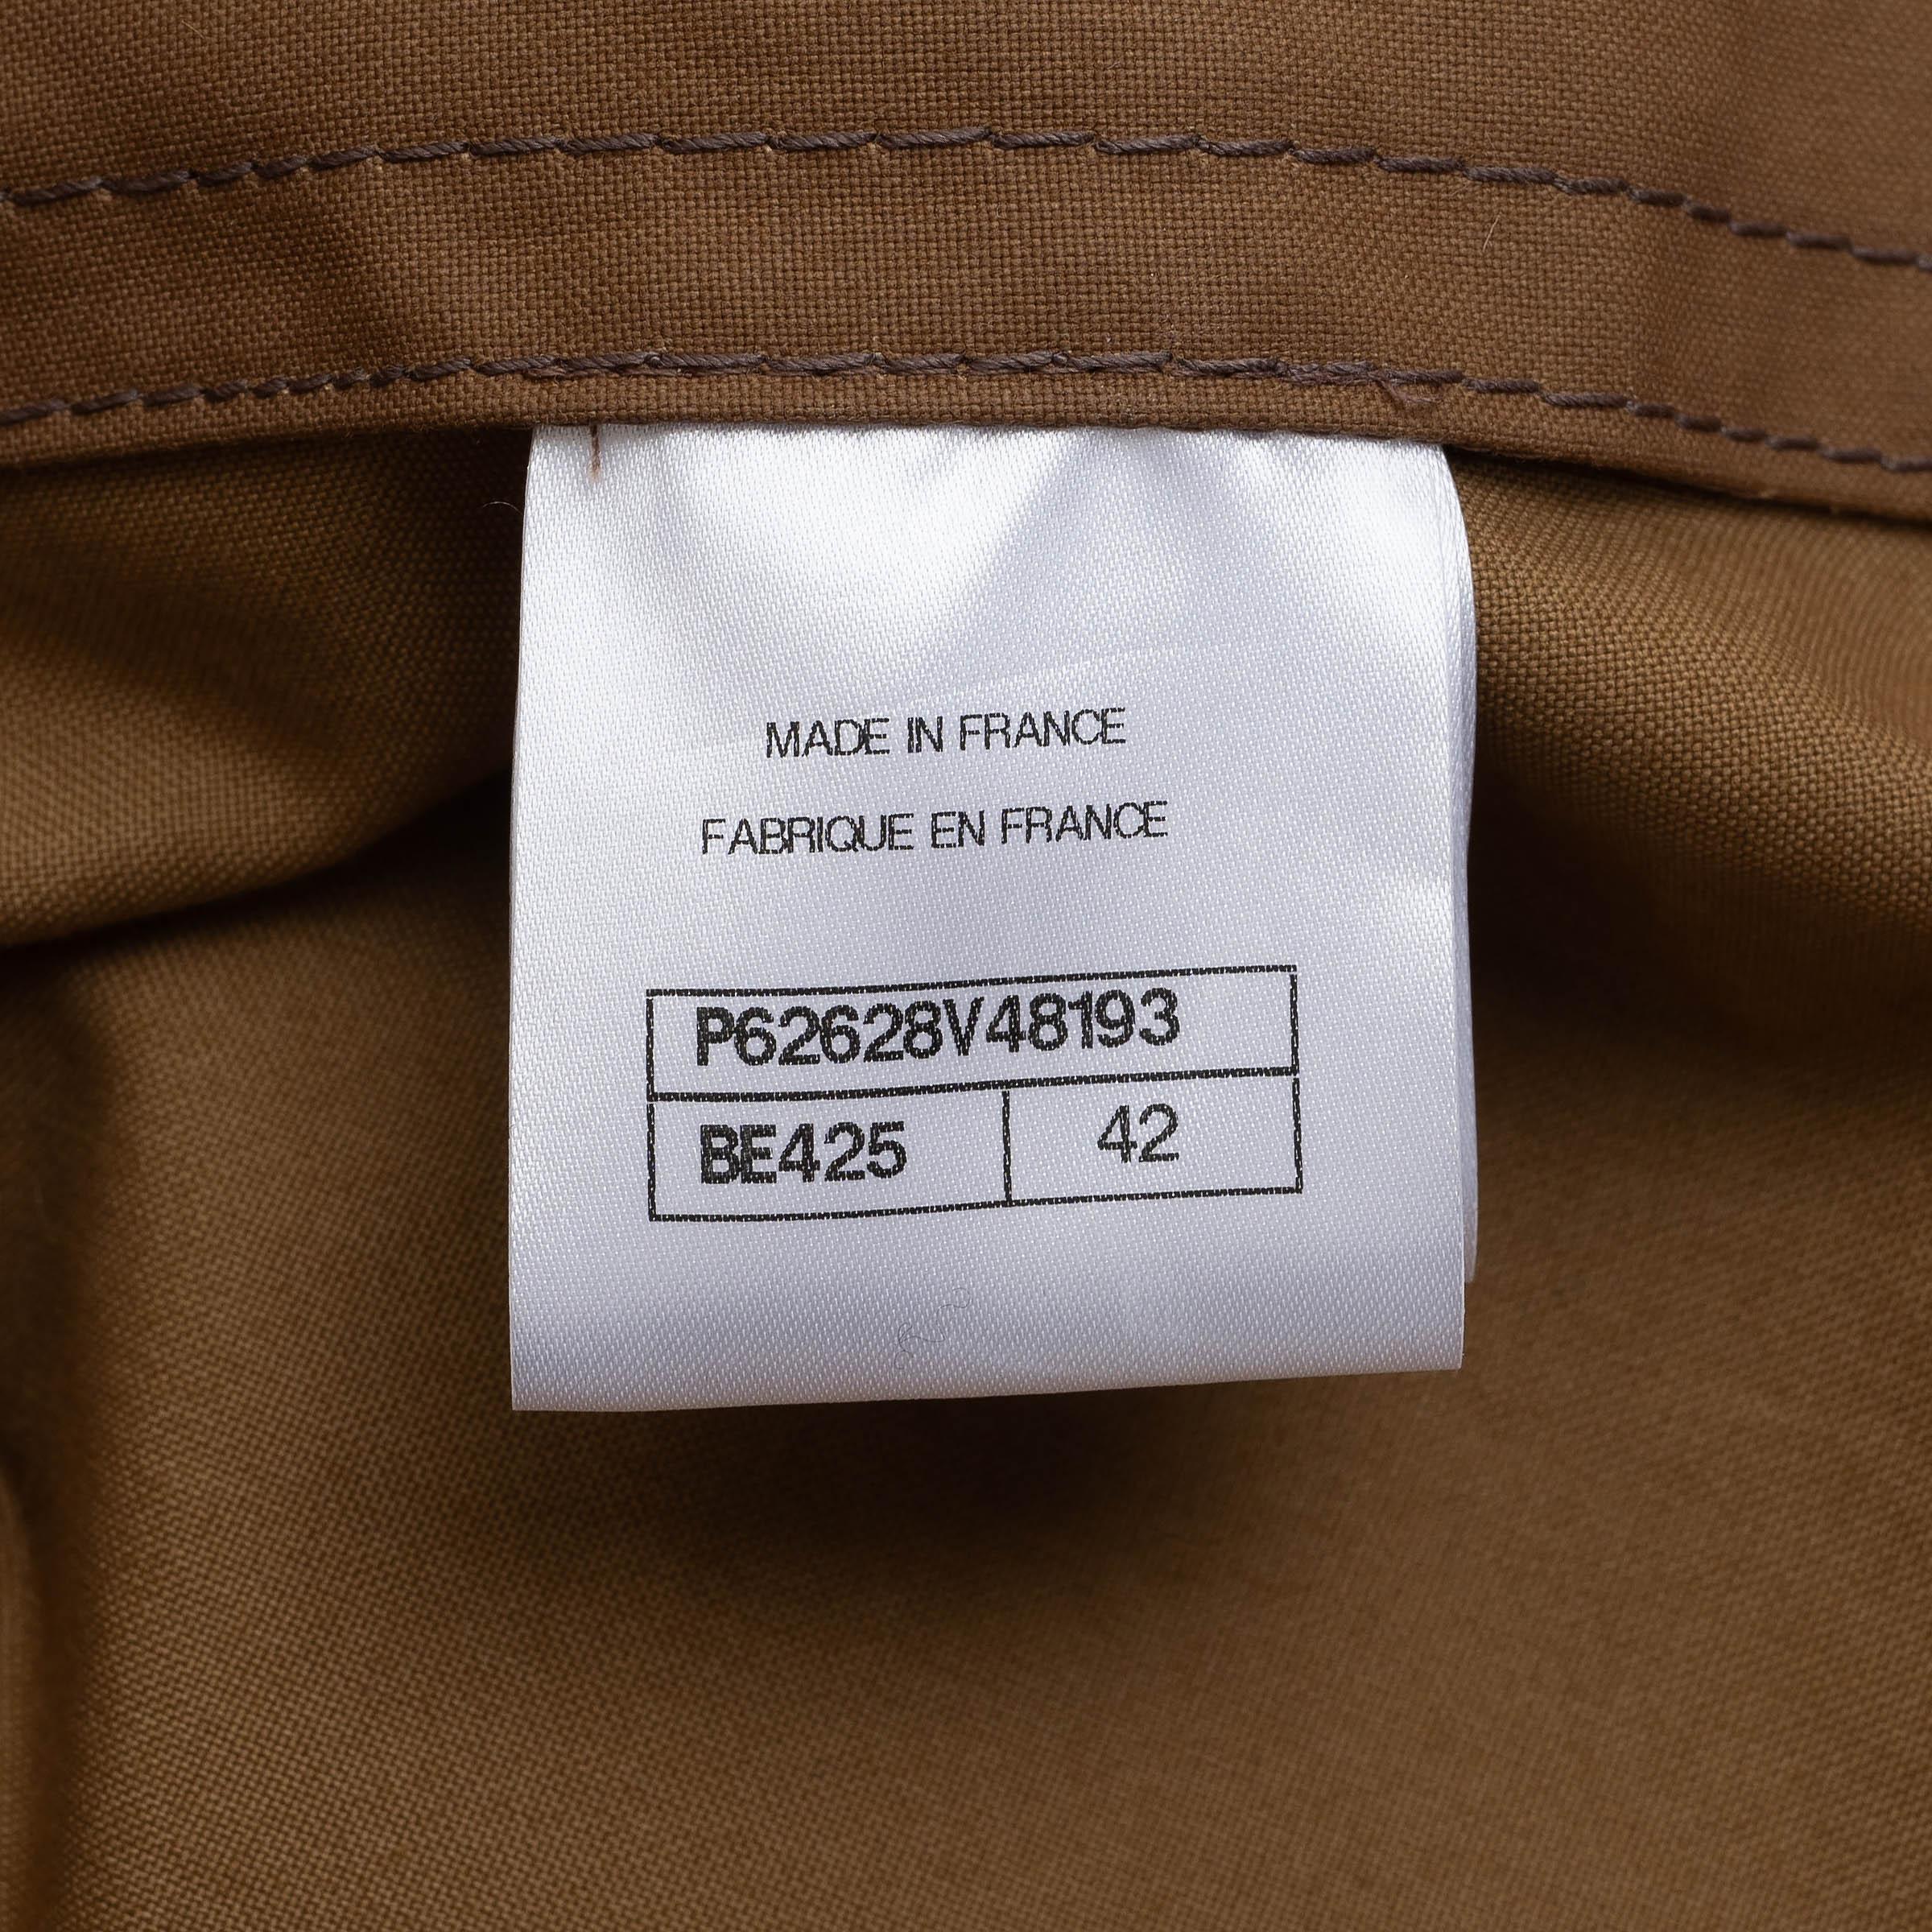 MADE IN FRANCE
FABRIQUE EN FRANCE
P62628V48193
BE425 42